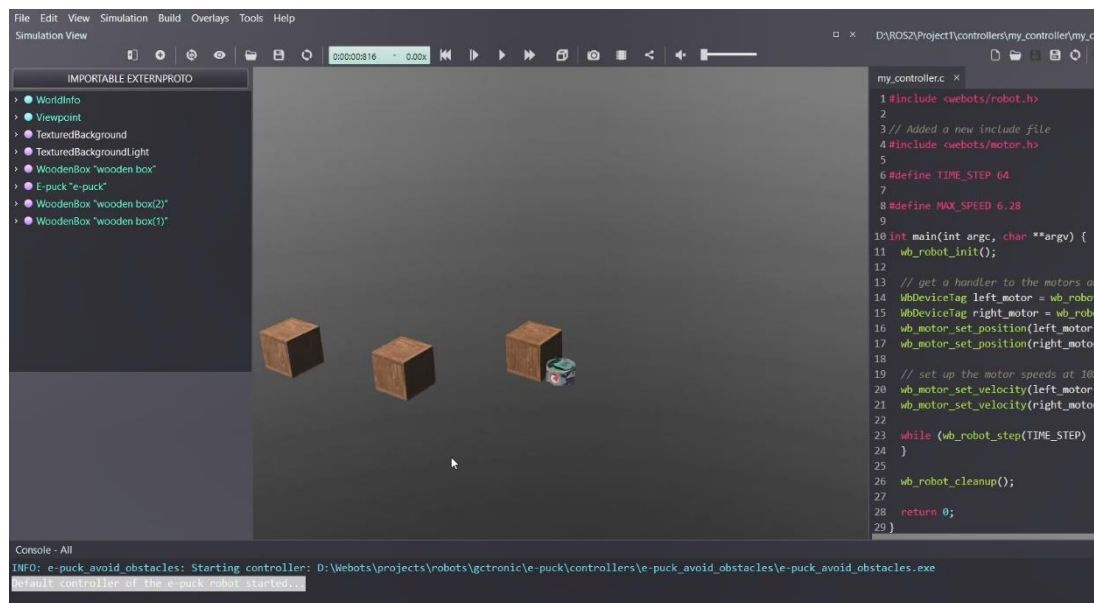 File Edit View Simulation Build Overlays Tools Help
Simulation View
D:\ROS2\Project1\controllers\my_controller\my_c
0:00:00:816 - 0.00x
IMPORTABLE EXTERNPROTO
WorldInfo
Viewpoint
TexturedBackground
TexturedBackgroundLight
WoodenBox "wooden box"
E-puck "e-puck"
WoodenBox "wooden box(2)"
WoodenBox "wooden box(1)"
my_controller.c ×
1 #include <webots/robot.h>
2
3 // Added a new include file
4 #include <webots/motor.h>
5
6 #define TIME_STEP 64
7
8 #define MAX_SPEED 6.28
9
10 int main(int argc, char **argv) {
11 wb_robot_init();
12
13 // get a handler to the motors a
14 WbDeviceTag left_motor = wb_robo
15 WbDeviceTag right_motor = wb_rob
16 wb_motor_set_position(left_motor
17 wb_motor_set_position(right_moto
18
19 // set up the motor speeds at 10
20 wb_motor_set_velocity(left_motor
21 wb_motor_set_velocity(right_moto
22
23 while (wb_robot_step(TIME_STEP)
24 }
25
26 wb_robot_cleanup();
27
28 return 0;
29 }
Console - All
INFO: e-puck_avoid_obstacles: Starting controller: D:\Webots\projects\robots\gctronic\e-puck\controllers\e-puck_avoid_obstacles\e-puck_avoid_obstacles.exe
Default controller of the e-puck robot started...